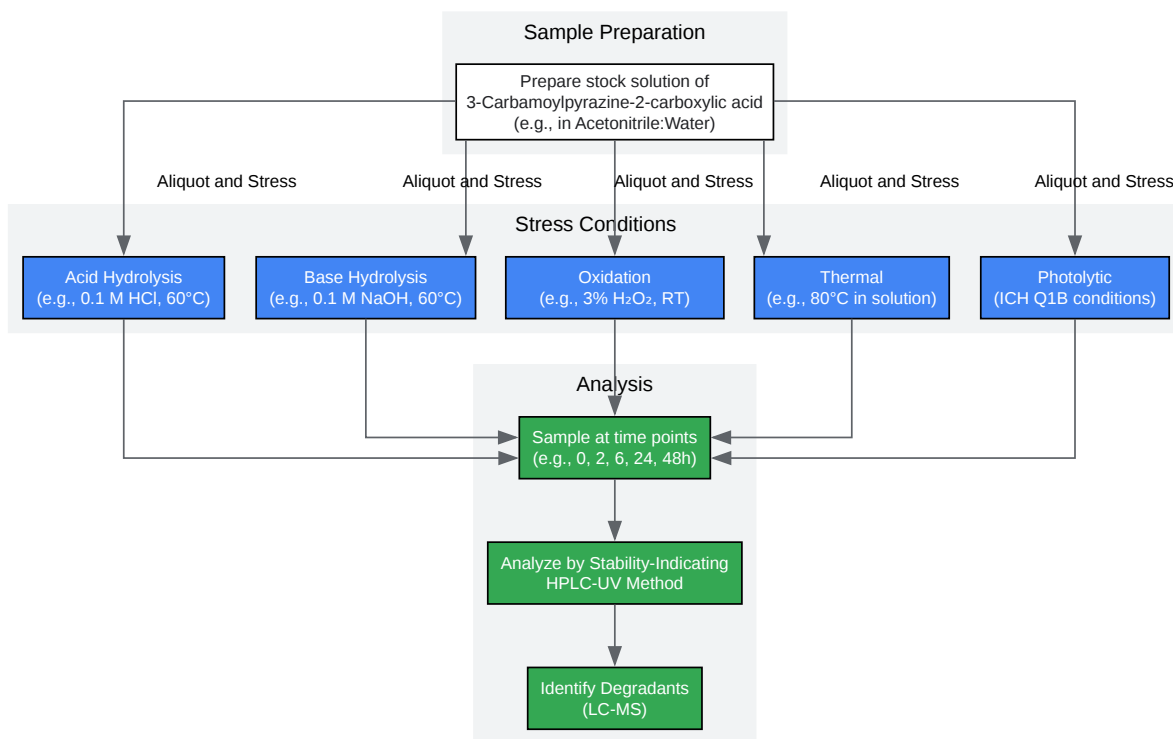 Sample Preparation
Prepare stock solution of
3-Carbamoylpyrazine-2-carboxylic acid
(e.g., in Acetonitrile:Water)
Aliquot and Stress
Aliquot and Stress
Aliquot and Stress
Aliquot and Stress
Aliquot and Stress
Stress Conditions
Acid Hydrolysis
(e.g., 0.1 M HCl, 60°C)
Base Hydrolysis
(e.g., 0.1 M NaOH, 60°C)
Oxidation
(e.g., 3% H₂O₂, RT)
Thermal
(e.g., 80°C in solution)
Photolytic
(ICH Q1B conditions)
Analysis
Sample at time points
(e.g., 0, 2, 6, 24, 48h)
Analyze by Stability-Indicating
HPLC-UV Method
Identify Degradants
(LC-MS)